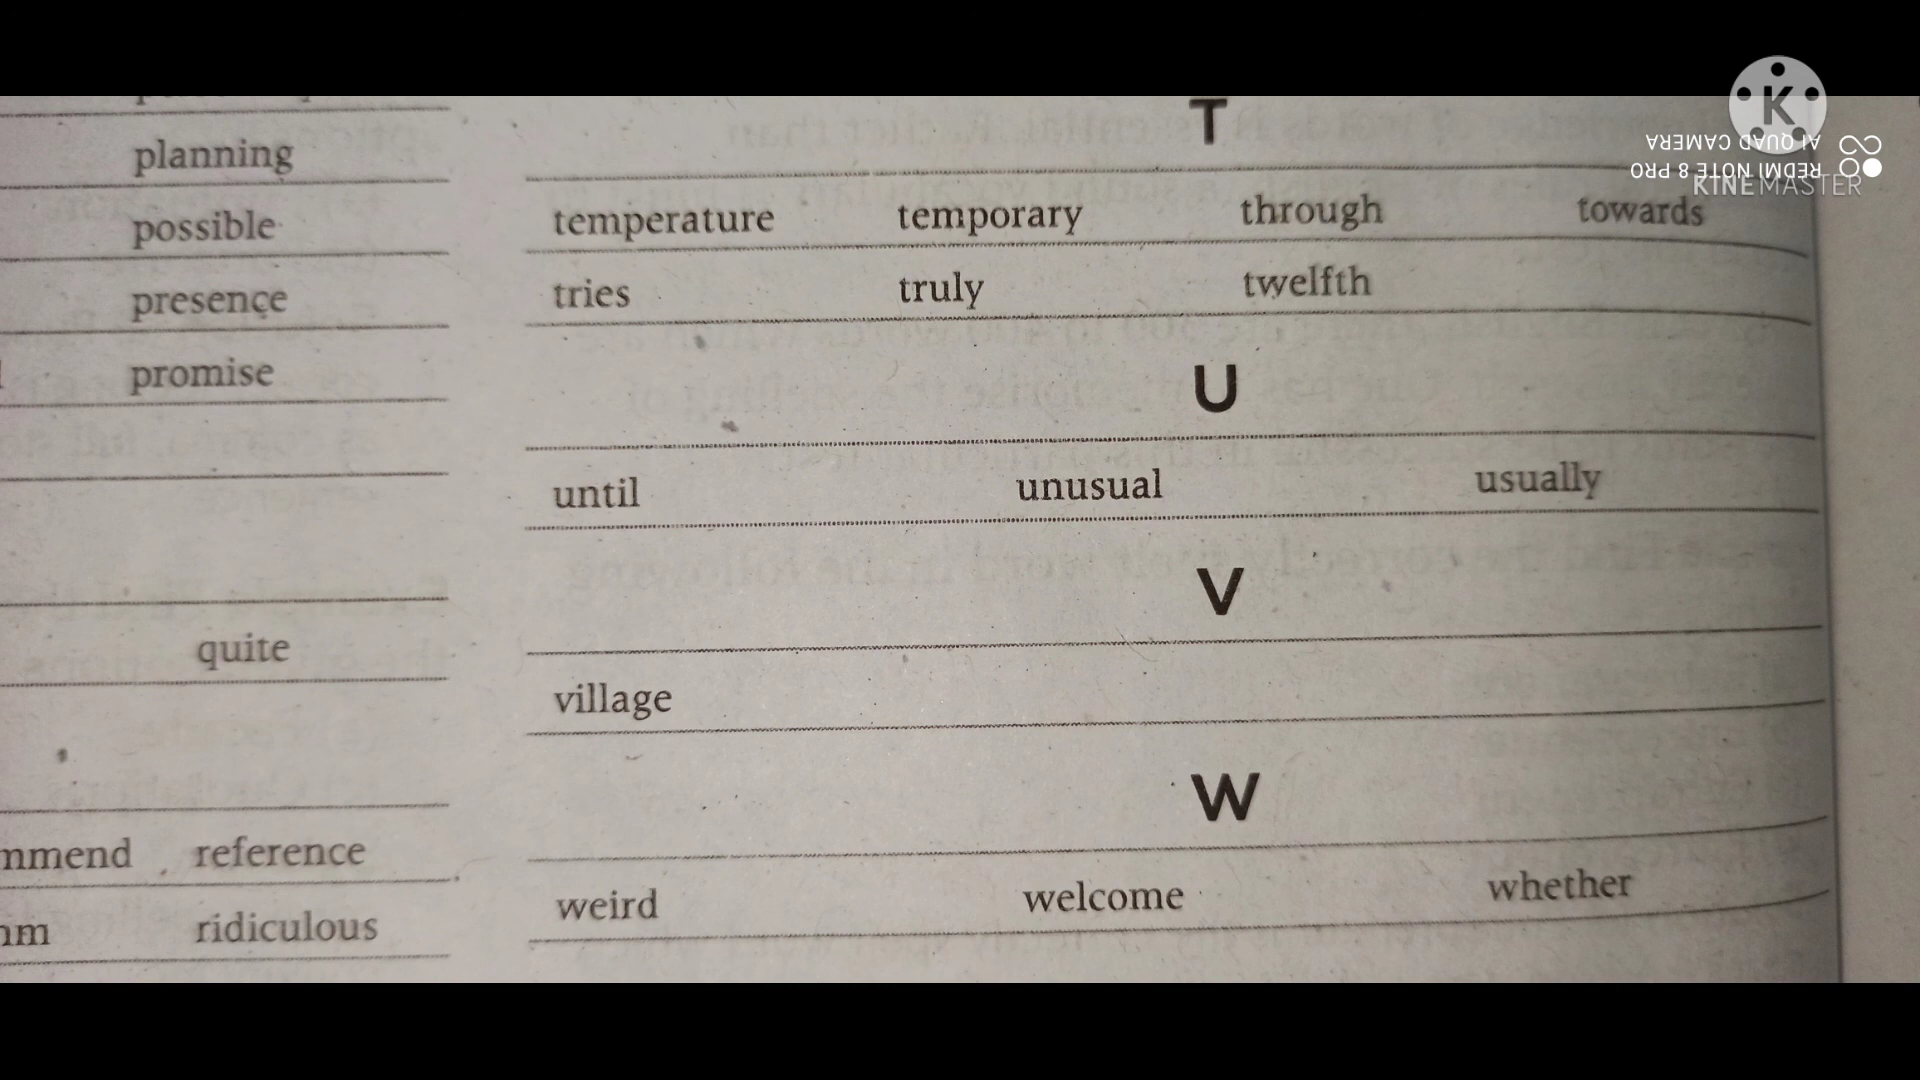 planning
possible
presence
promise
quite
reference
ridiculous
T
temperature temporary through towards
tries truly twelfth
U
until unusual usually
V
village
W
weird welcome whether
K
KINEMASTER
REDMI NOTE 8 PRO
AI QUAD CAMERA